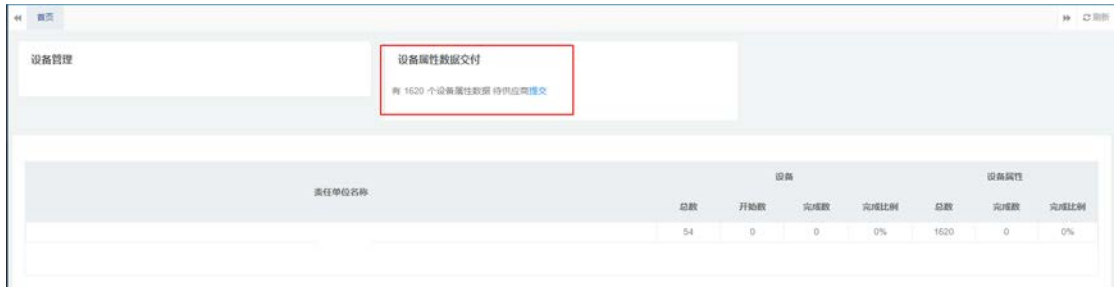 首页
刷新
设备管理
设备属性数据交付
有 1620 个设备属性数据 待供应商提交
责任单位名称
设备
设备属性
总数
开始数
完成数
完成比例
总数
完成数
完成比例
54
0
0
0%
1620
0
0%